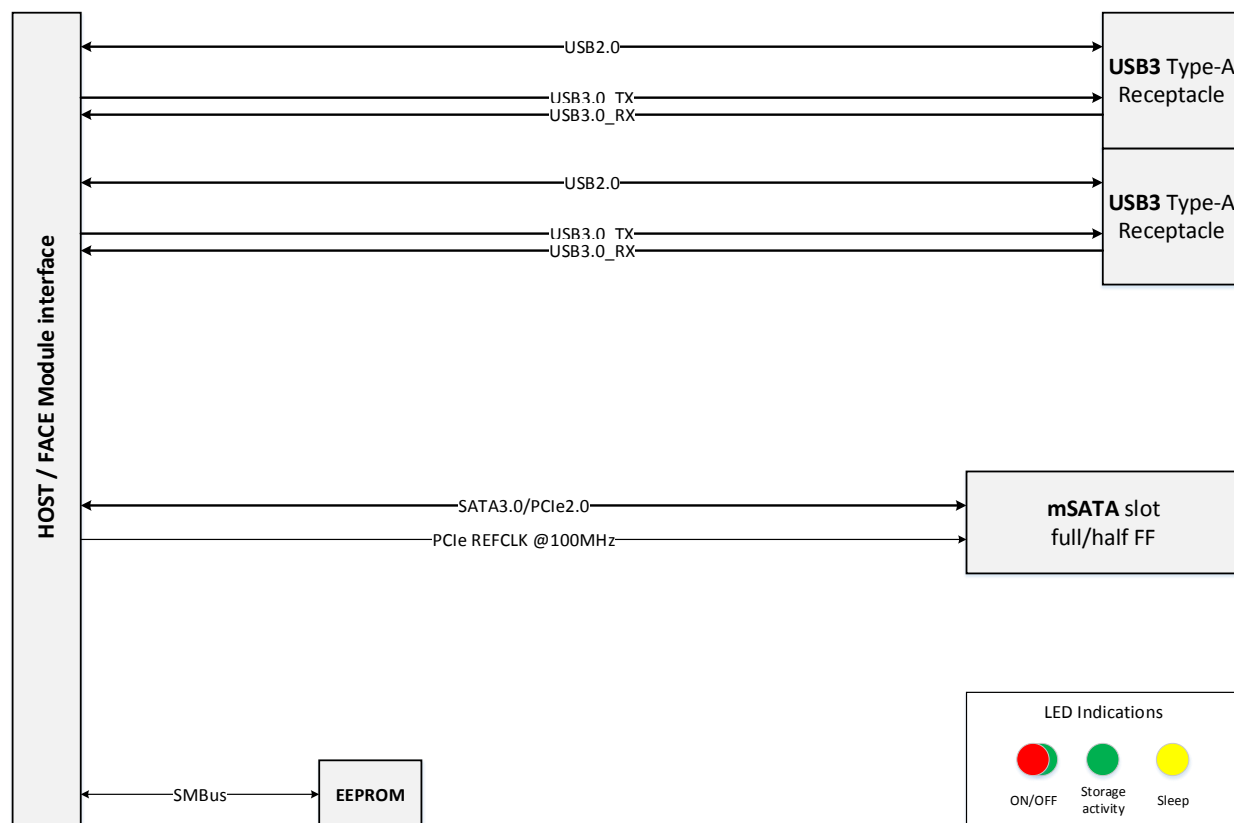 HOST / FACE Module interface
USB2.0
USB3.0_TX
USB3.0_RX
USB3 Type-A
Receptacle
USB2.0
USB3.0_TX
USB3.0_RX
USB3 Type-A
Receptacle
SATA3.0/PCIe2.0
PCIe REFCLK @100MHz
mSATA slot
full/half FF
SMBus
EEPROM
LED Indications
ON/OFF
Storage
activity
Sleep